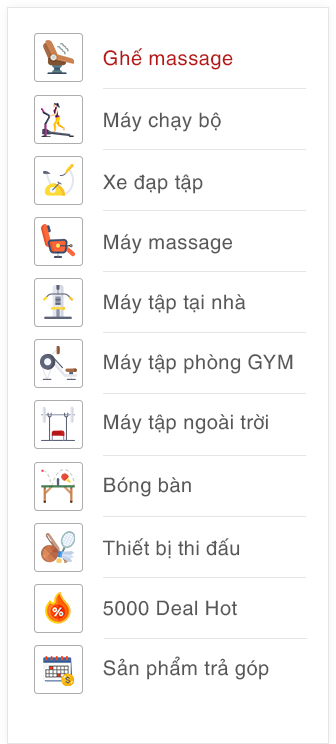 Ghế massage
Máy chạy bộ
Xe đạp tập
Máy massage
Máy tập tại nhà
Máy tập phòng GYM
Máy tập ngoài trời
Bóng bàn
Thiết bị thi đấu
%
5000 Deal Hot
$
Sản phẩm trả góp